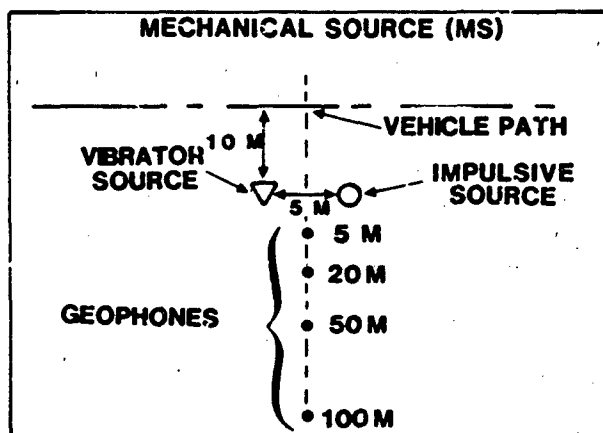 MECHANICAL SOURCE (MS)
VEHICLE PATH
10 M
VIBRATOR
SOURCE
IMPULSIVE
SOURCE
5 M
5 M
20 M
GEOPHONES
50 M
100 M